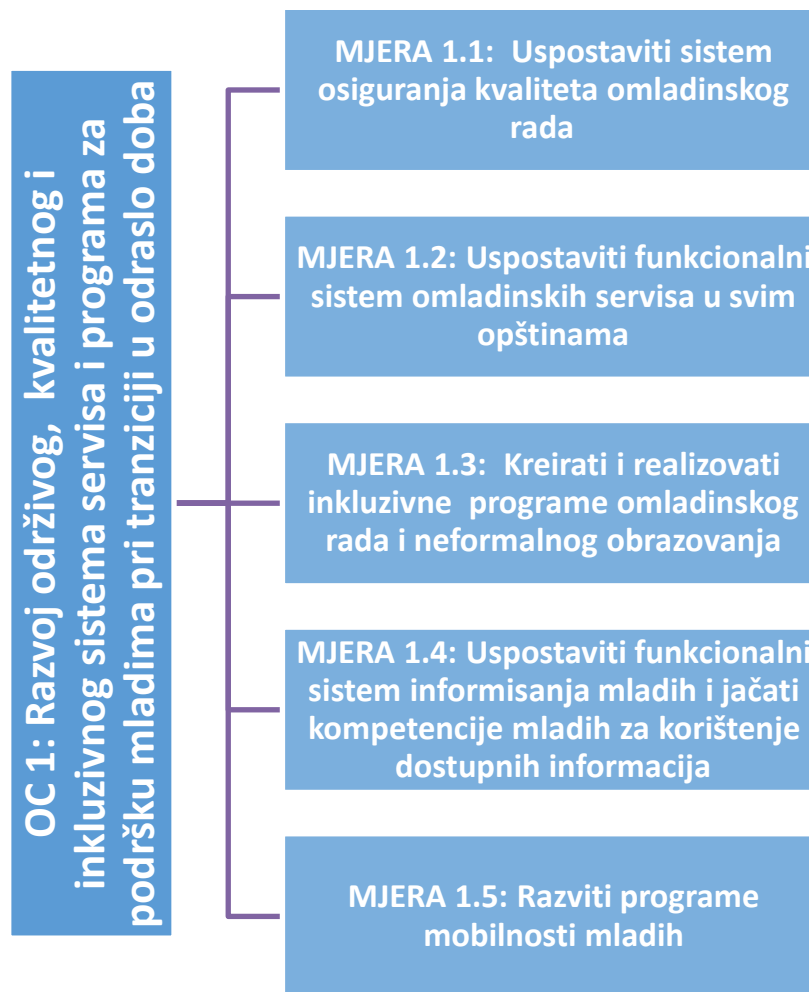 OC 1: Razvoj održivog, kvalitetnog i
inkluzivnog sistema servisa i programa za
podršku mladima pri tranziciji u odraslo doba
MJERA 1.1: Uspostaviti sistem
osiguranja kvaliteta omladinskog
rada
MJERA 1.2: Uspostaviti funkcionalni
sistem omladinskih servisa u svim
opštinama
MJERA 1.3: Kreirati i realizovati
inkluzivne programe omladinskog
rada i neformalnog obrazovanja
MJERA 1.4: Uspostaviti funkcionalni
sistem informisanja mladih i jačati
kompetencije mladih za korištenje
dostupnih informacija
MJERA 1.5: Razviti programe
mobilnosti mladih